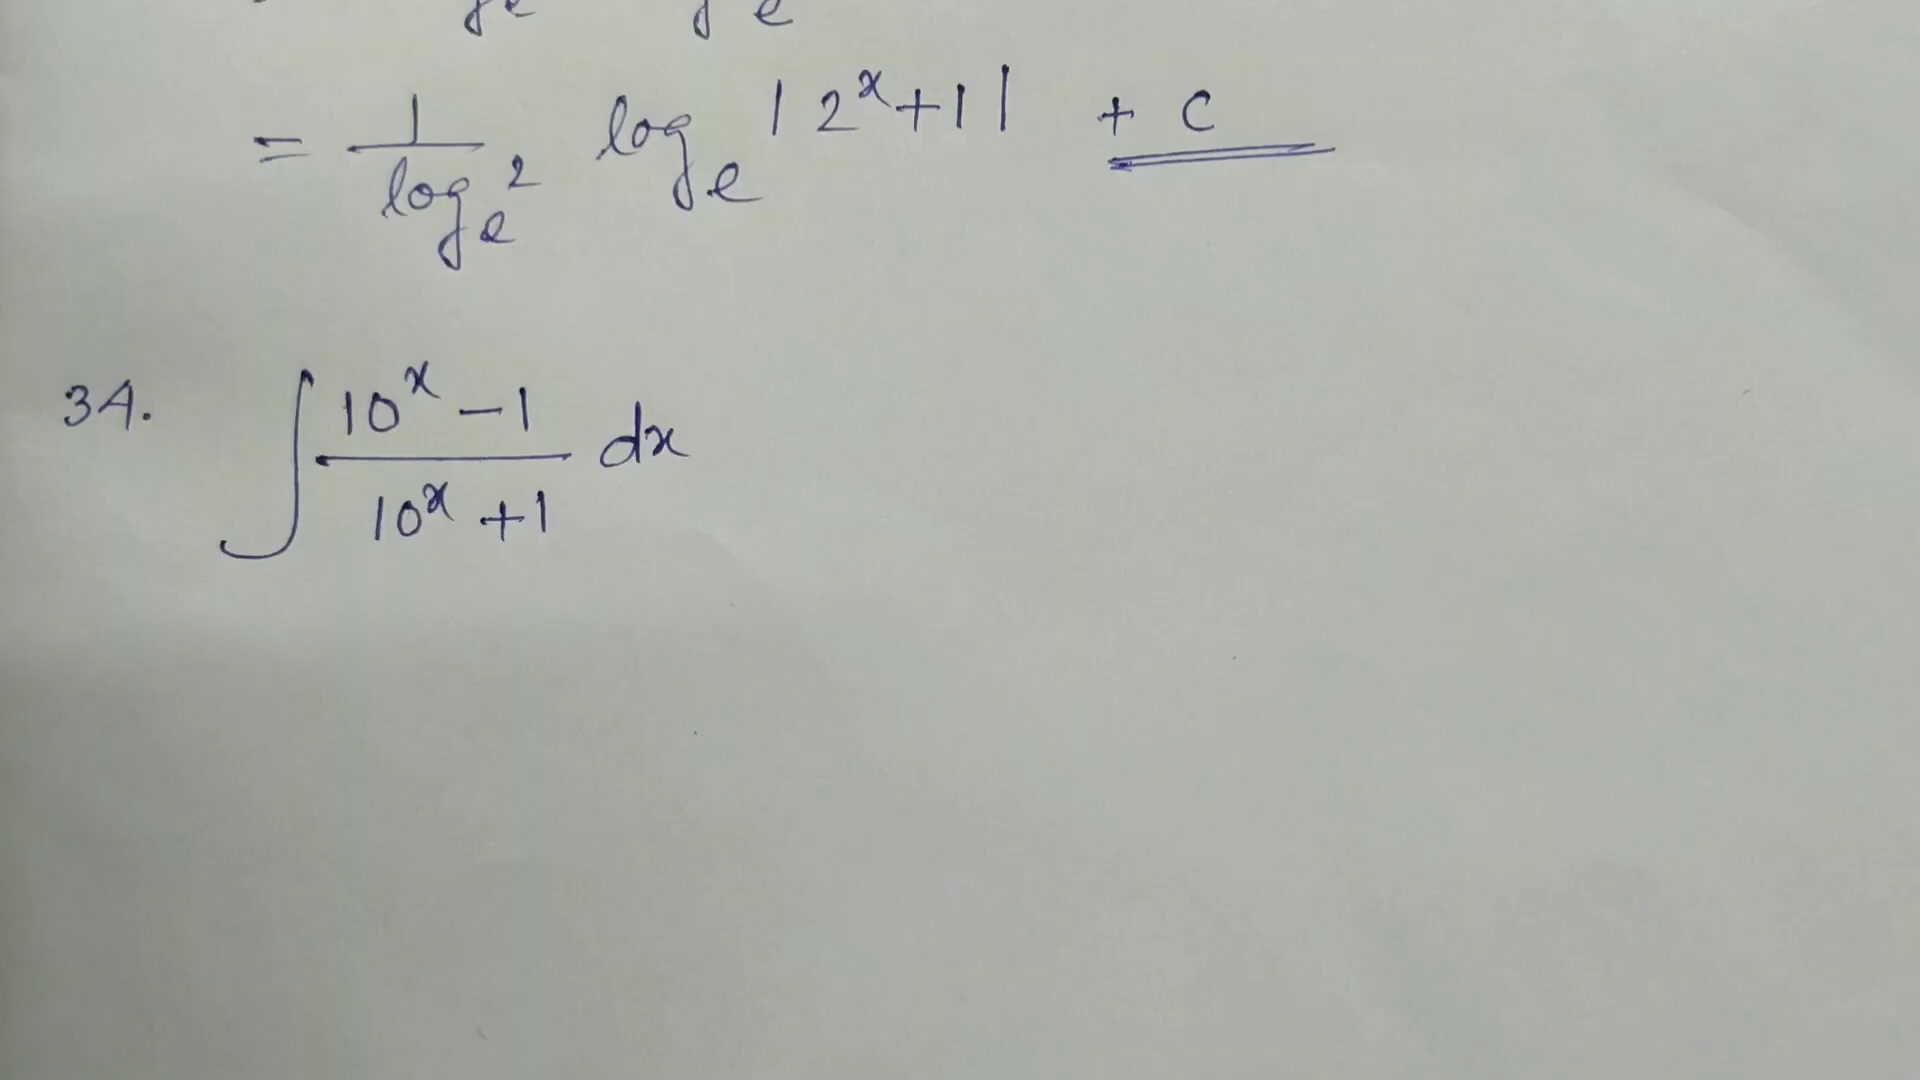 = 1/log_e 2 log_e |2^x+1| + c
34. ∫ (10^x - 1)/(10^x + 1) dx